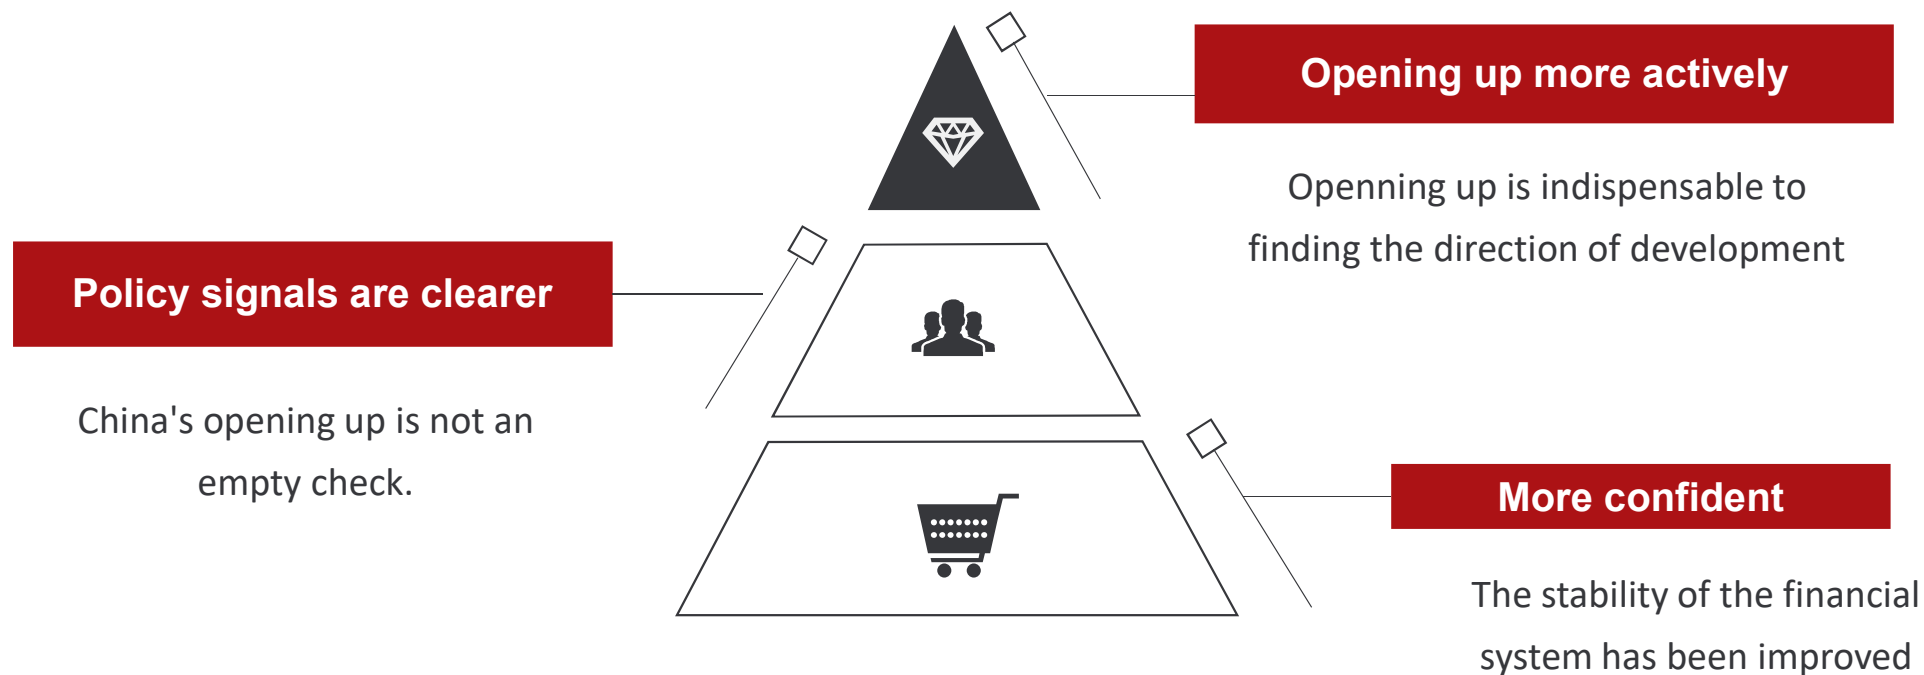 Opening up more actively
Openning up is indispensable to
finding the direction of development
Policy signals are clearer
China's opening up is not an
empty check.
More confident
The stability of the financial
system has been improved